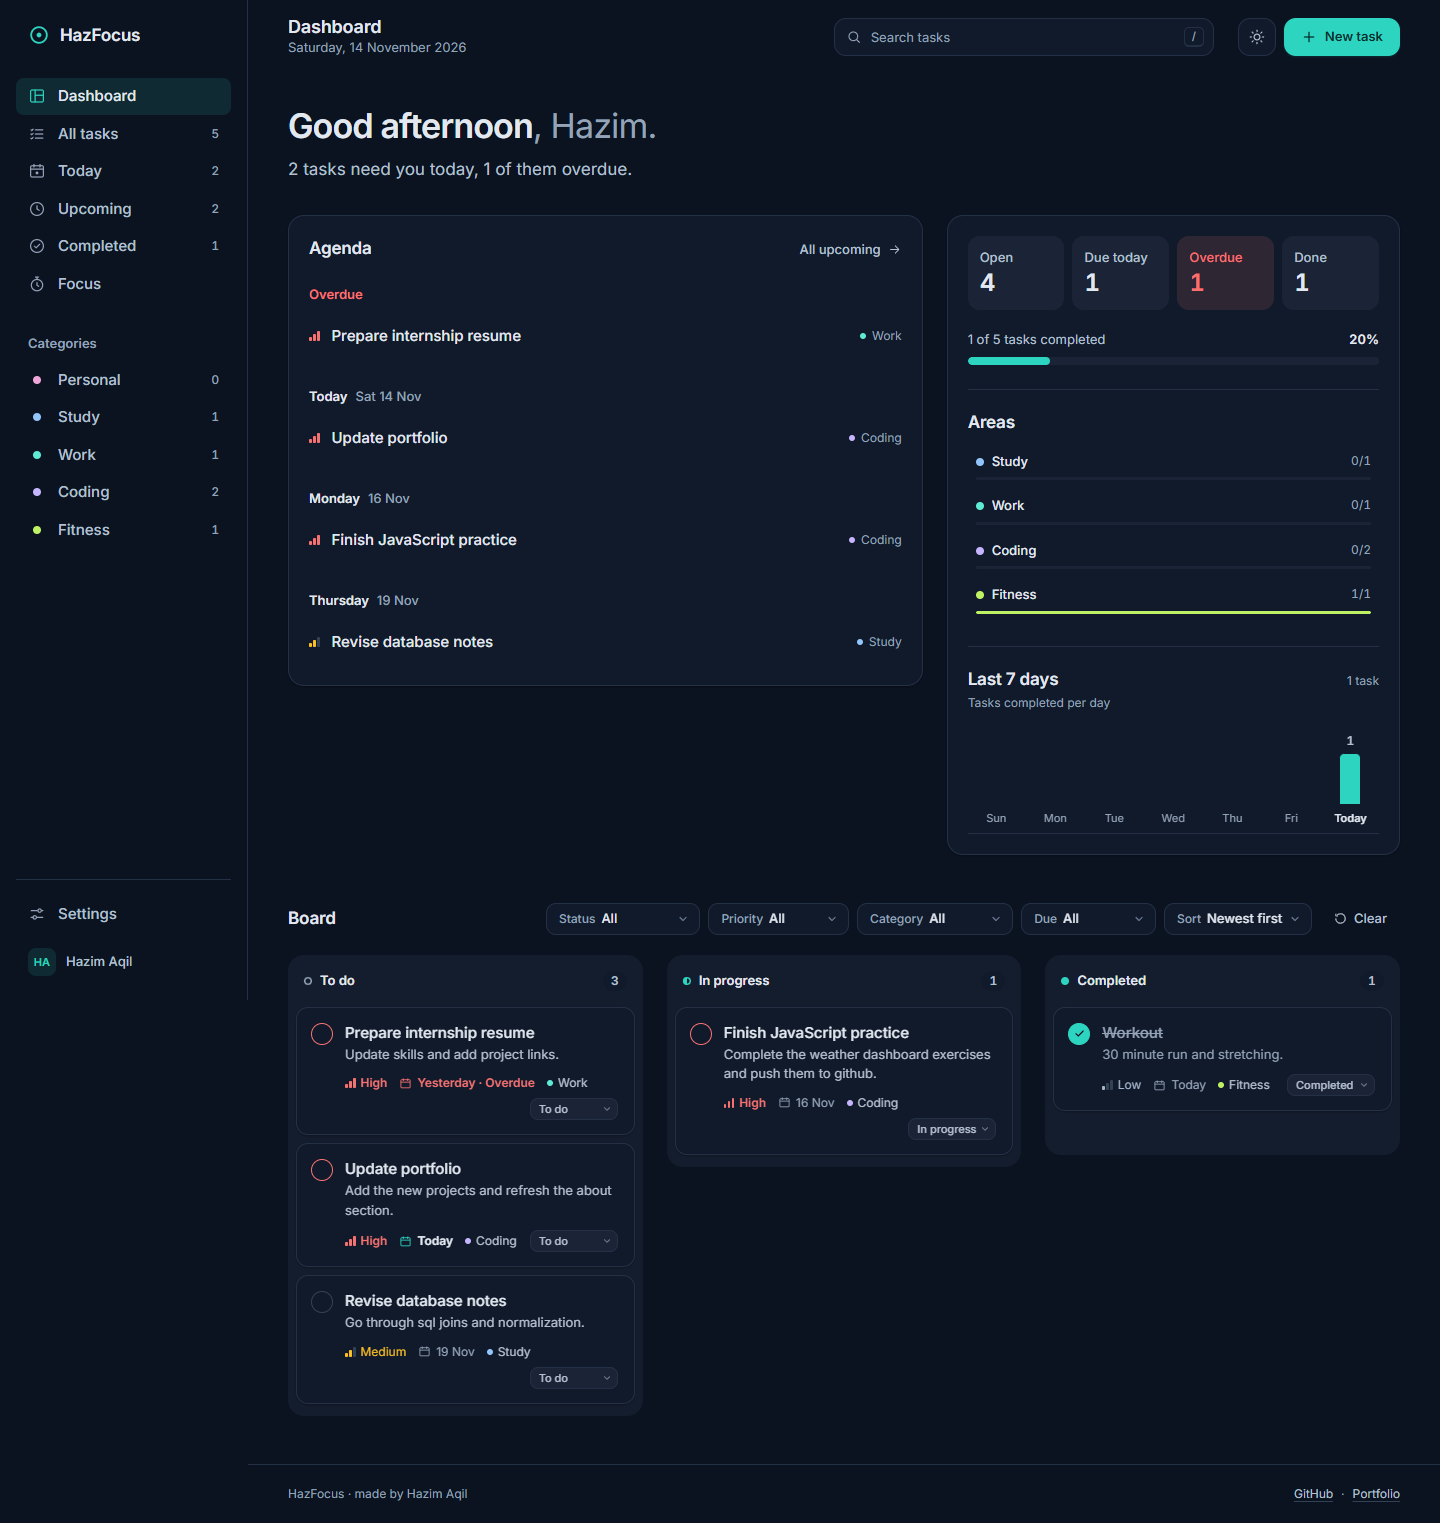 HazFocus
Dashboard
All tasks 5
Today 2
Upcoming 2
Completed 1
Focus
Categories
Personal 0
Study 1
Work 1
Coding 2
Fitness 1
Settings
HA Hazim Aqil
Dashboard
Saturday, 14 November 2026
Search tasks /
New task
Good afternoon, Hazim.
2 tasks need you today, 1 of them overdue.
Agenda All upcoming →
Overdue
Prepare internship resume Work
Today Sat 14 Nov
Update portfolio Coding
Monday 16 Nov
Finish JavaScript practice Coding
Thursday 19 Nov
Revise database notes Study
Open Due today Overdue Done
4 1 1 1
1 of 5 tasks completed 20%
Areas
Study 0/1
Work 0/1
Coding 0/2
Fitness 1/1
Last 7 days 1 task
Tasks completed per day
1
Sun Mon Tue Wed Thu Fri Today
Board
Status All
Priority All
Category All
Due All
Sort Newest first
Clear
To do 3
Prepare internship resume
Update skills and add project links.
High Yesterday · Overdue Work
To do
Update portfolio
Add the new projects and refresh the about
section.
High Today Coding To do
Revise database notes
Go through sql joins and normalization.
Medium 19 Nov Study
To do
In progress 1
Finish JavaScript practice
Complete the weather dashboard exercises
and push them to github.
High 16 Nov Coding
In progress
Completed 1
Workout
30 minute run and stretching.
Low Today Fitness Completed
HazFocus · made by Hazim Aqil
GitHub · Portfolio